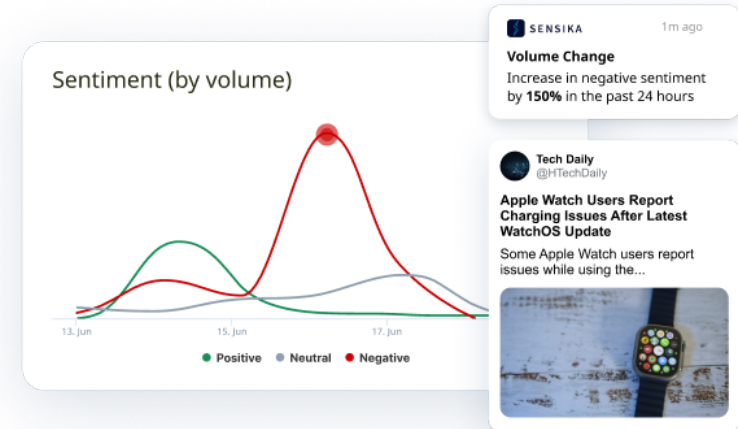 Sentiment (by volume)
13. Jun
15. Jun
17. Jun
Positive
Neutral
Negative
SENSIKA
1m ago
Volume Change
Increase in negative sentiment
by 150% in the past 24 hours
Tech Daily
@HTechDaily
Apple Watch Users Report
Charging Issues After Latest
WatchOS Update
Some Apple Watch users report
issues while using the...